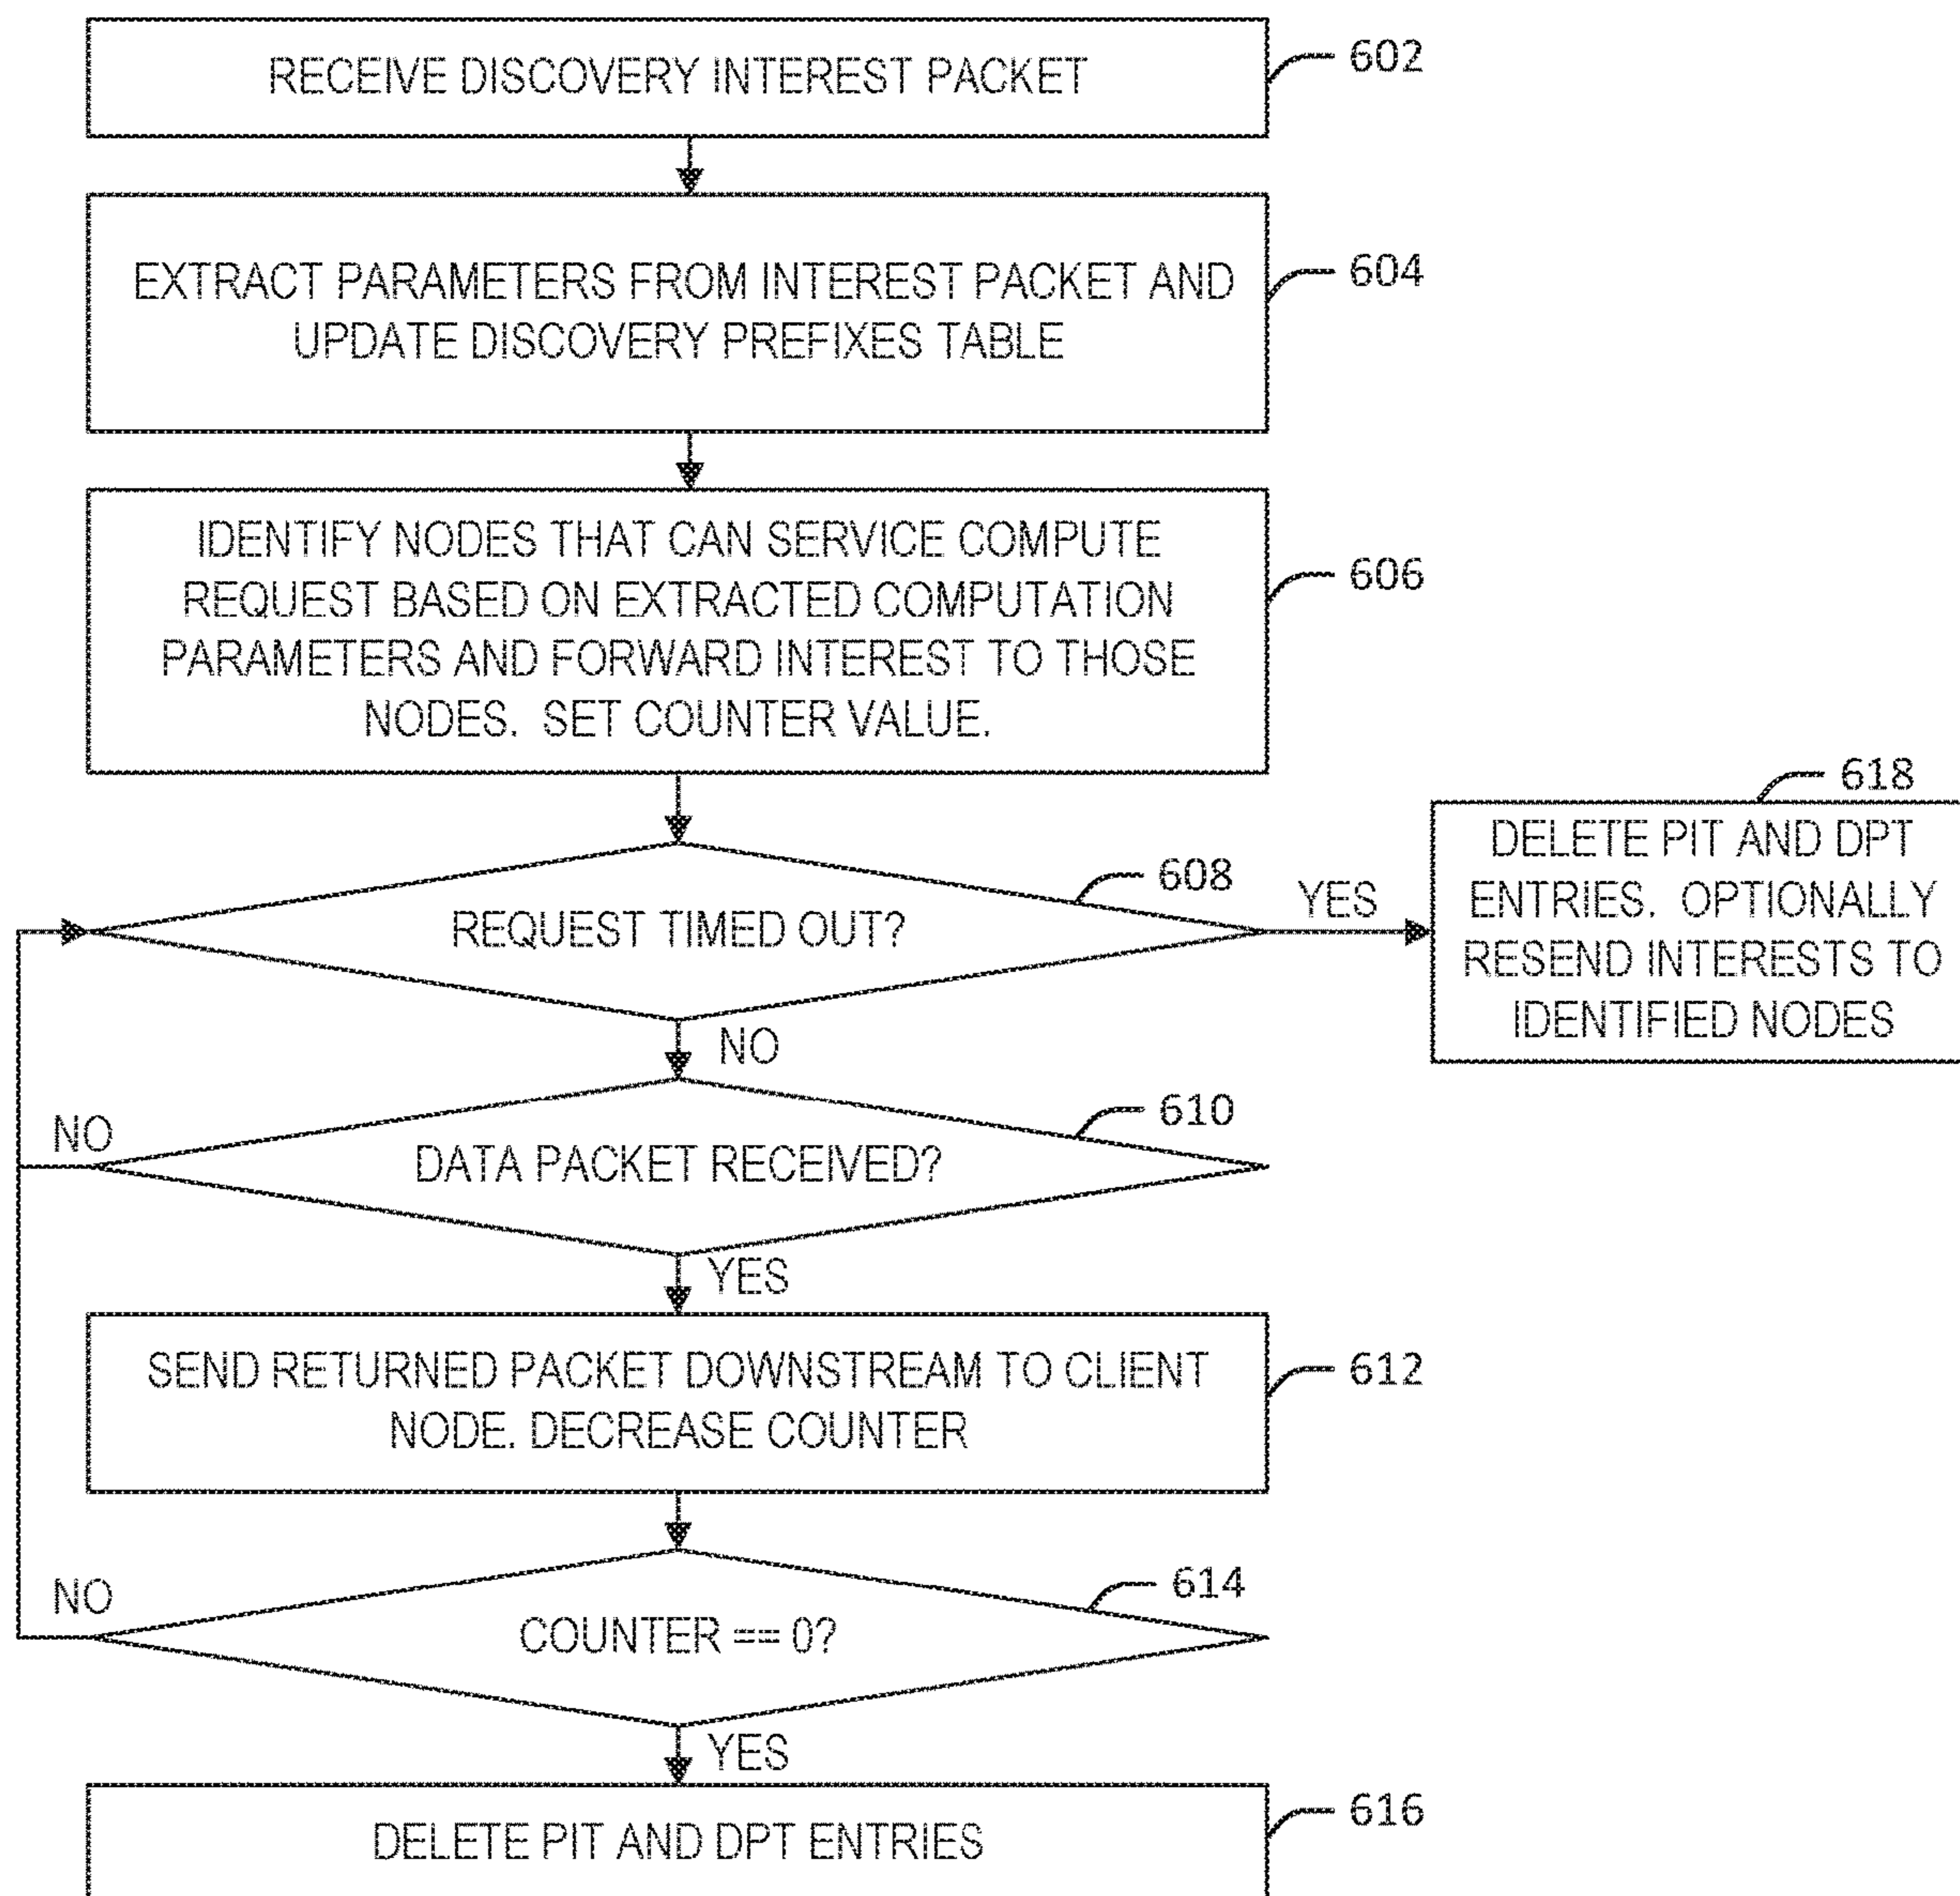 RECEIVE DISCOVERY INTEREST PACKET
602
EXTRACT PARAMETERS FROM INTEREST PACKET AND
UPDATE DISCOVERY PREFIXES TABLE
604
IDENTIFY NODES THAT CAN SERVICE COMPUTE
REQUEST BASED ON EXTRACTED COMPUTATION
PARAMETERS AND FORWARD INTEREST TO THOSE
NODES. SET COUNTER VALUE.
606
REQUEST TIMED OUT?
608
YES
618
DELETE PIT AND DPT
ENTRIES. OPTIONALLY
RESEND INTERESTS TO
IDENTIFIED NODES
NO
DATA PACKET RECEIVED?
610
NO
YES
SEND RETURNED PACKET DOWNSTREAM TO CLIENT
NODE. DECREASE COUNTER
612
COUNTER == 0?
614
NO
YES
DELETE PIT AND DPT ENTRIES
616